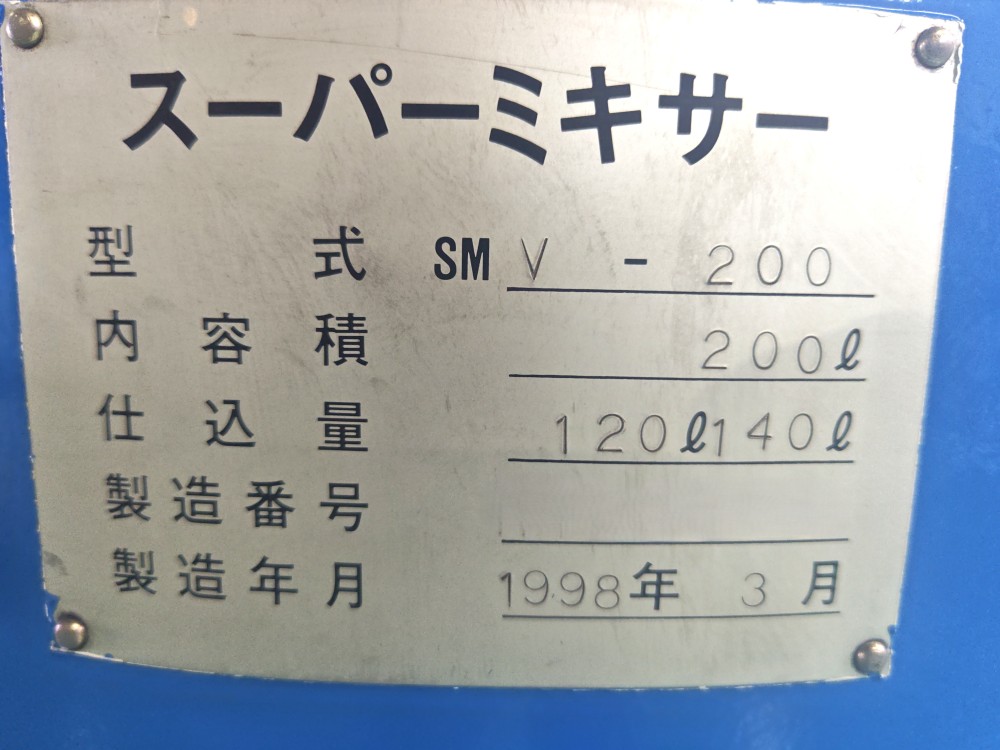 スーパーミキサー
型式 SMV-200
内容積 200ℓ
仕込量 120ℓ140ℓ
製造番号
製造年月 1998年 3月